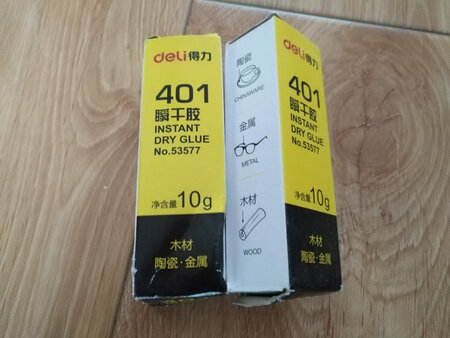 deli得力
401
瞬干胶
INSTANT
DRY GLUE
No.53577
净含量10g
木材
陶瓷·金属
陶瓷
CHINAWARE
金属
METAL
木材
WOOD
deli得力
401
瞬干胶
INSTANT
DRY GLUE
No.53577
净含量10g
木材
陶瓷·金属